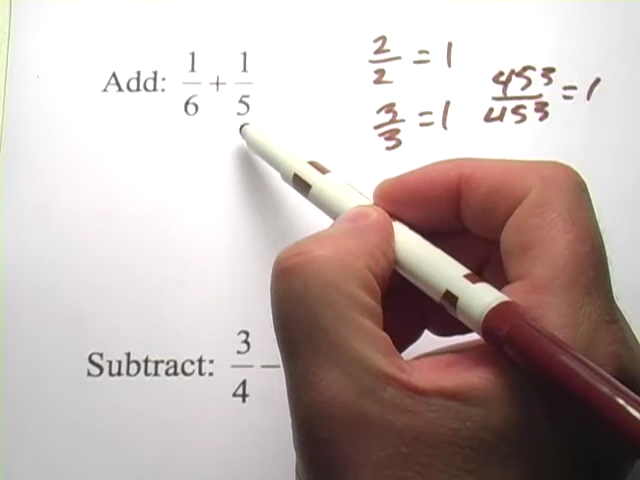 Add: 1/6 + 1/5
2/2 = 1
3/3 = 1
453/453 = 1
Subtract: 3/4 −